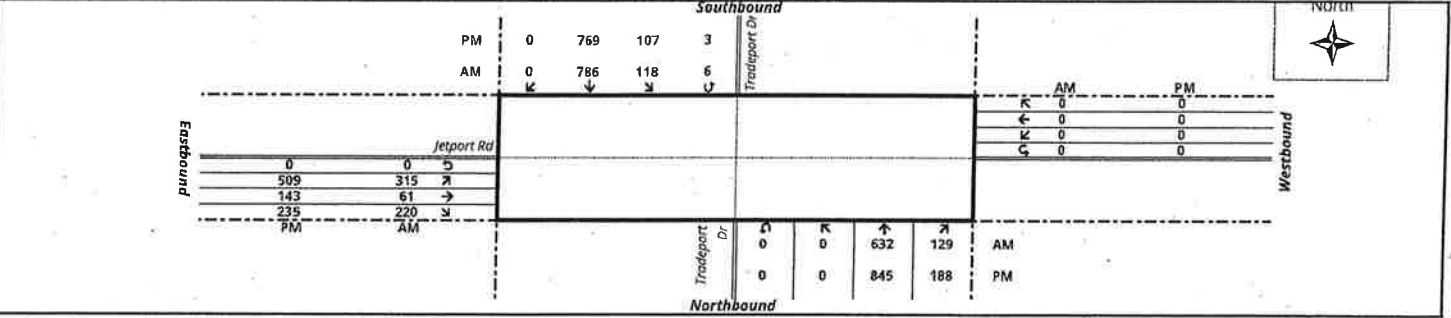 Southbound
North
PM 0 769 107 3
AM 0 786 118 6
Tradeport Dr
AM PM
0 0
0 0
0 0
0 0
Westbound
Eastbound
Jetport Rd
0 0
509 315
143 61
235 220
PM AM
Tradeport Dr
0 0 632 129 AM
0 0 845 188 PM
Northbound